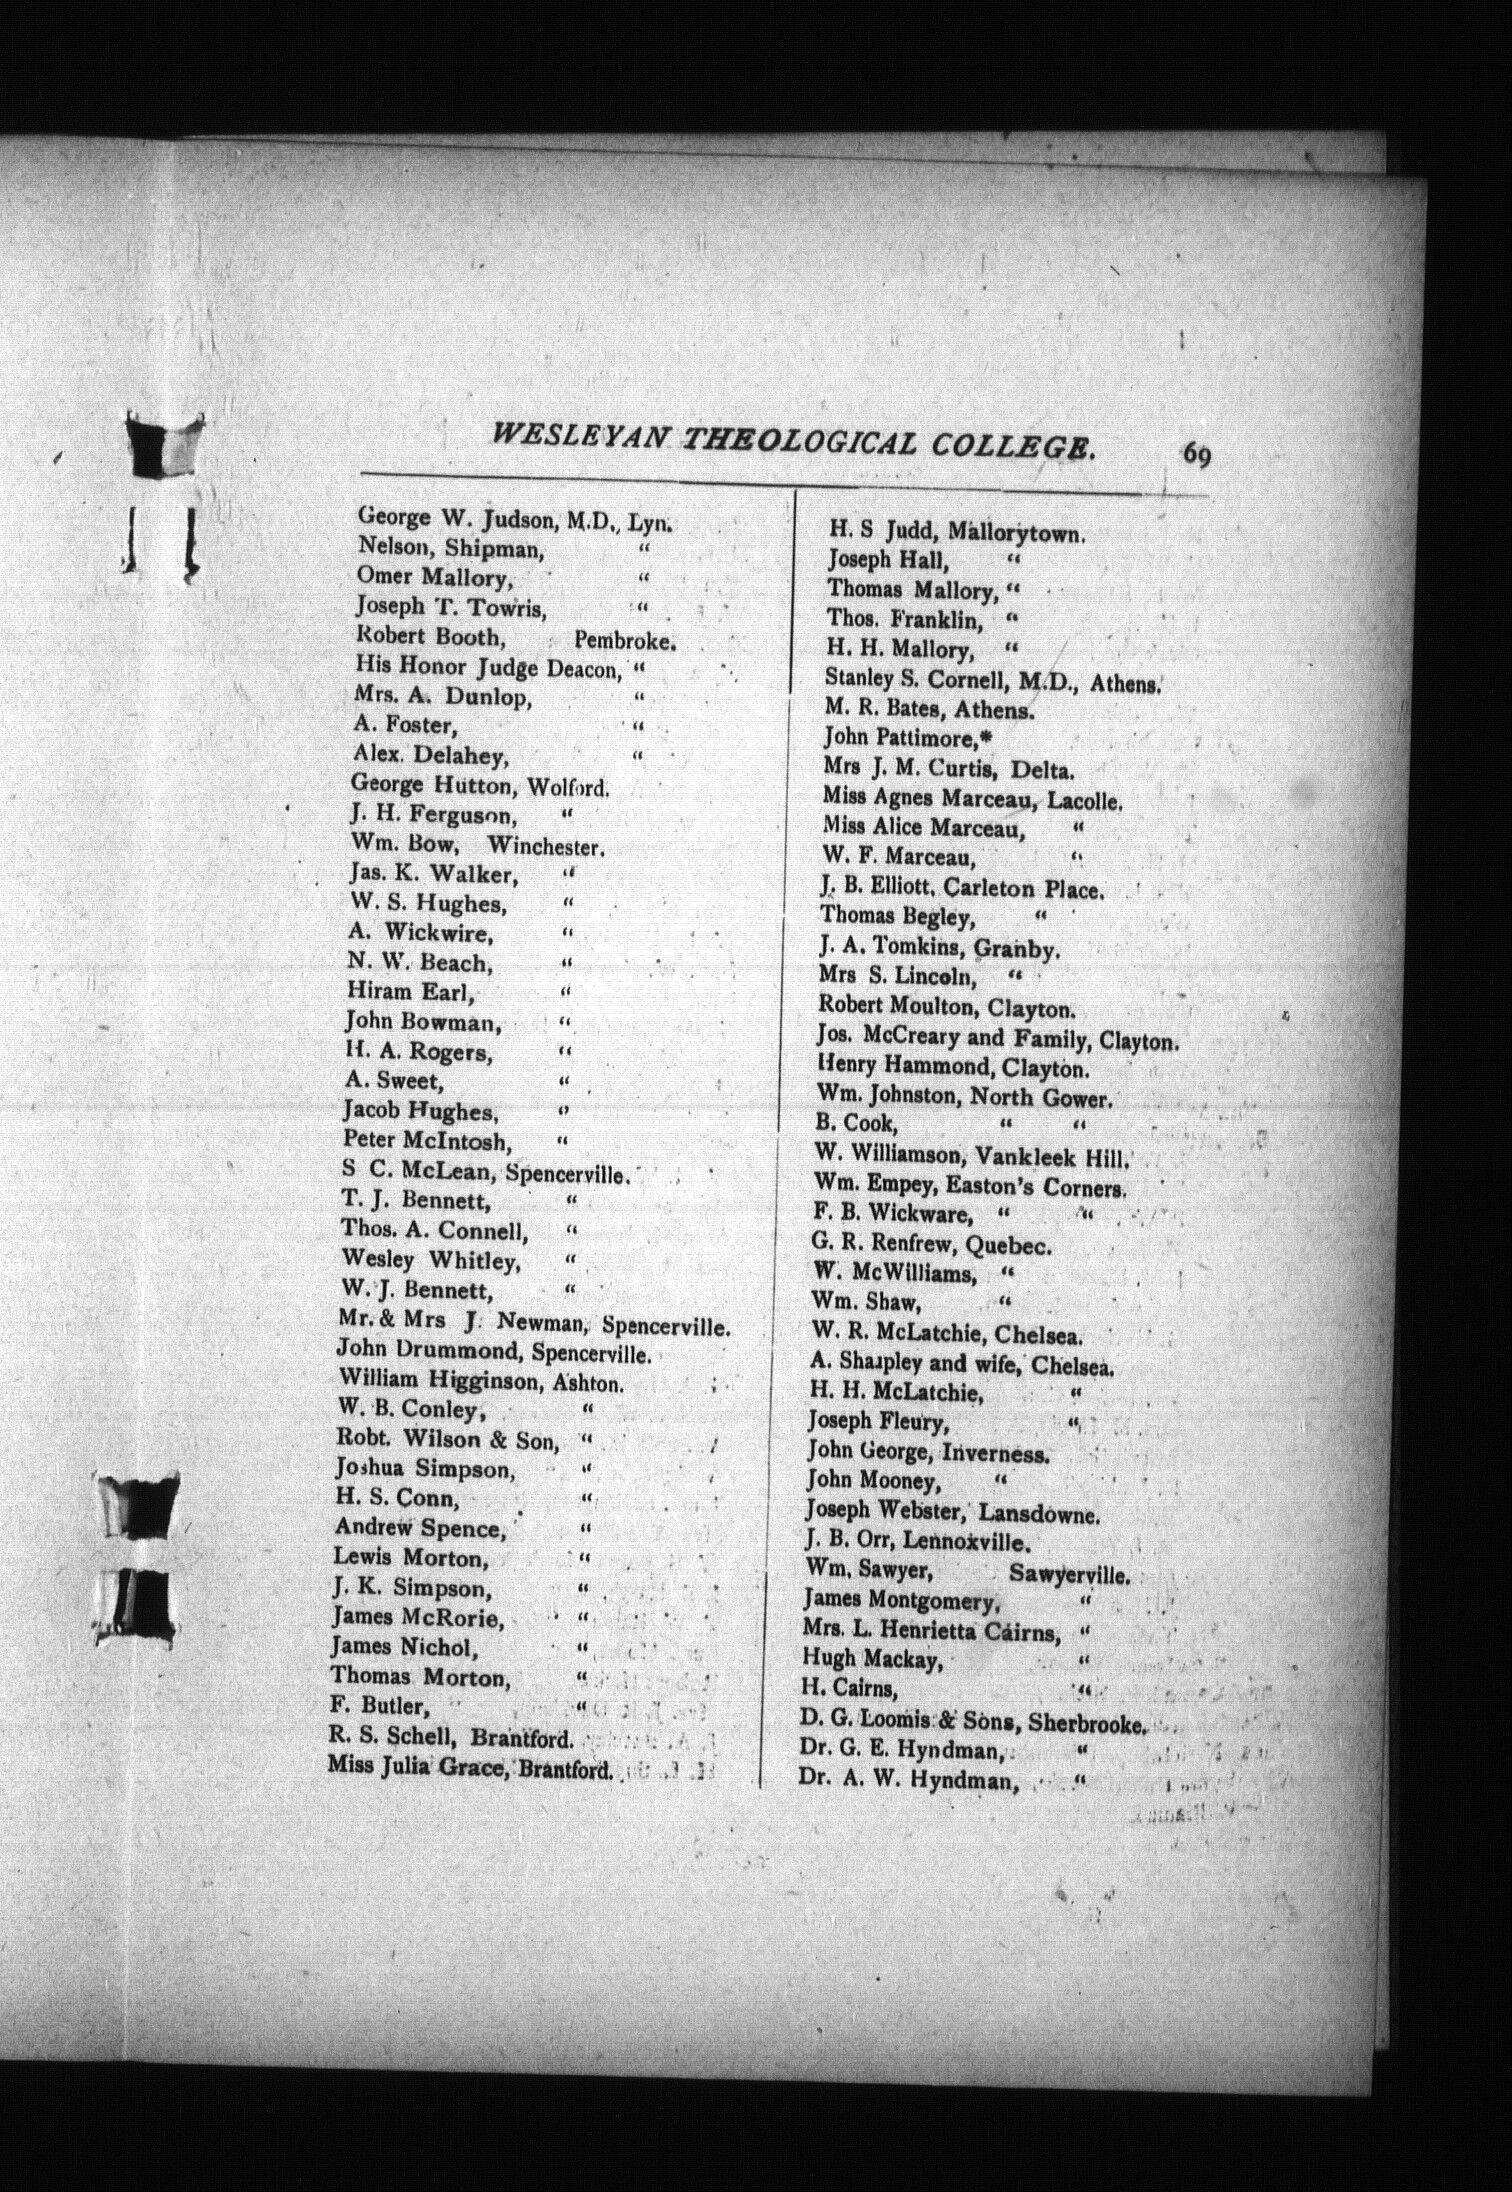 WESLEYAN THEOLOGICAL COLLEGE. 69
George W. Judson, M.D., Lyn.
Nelson, Shipman, “
Omer Mallory, “
Joseph T. Towris, “
Robert Booth, Pembroke.
His Honor Judge Deacon, “
Mrs. A. Dunlop, “
A. Foster, “
Alex. Delahey, “
George Hutton, Wolford.
J. H. Ferguson, “
Wm. Bow, Winchester.
Jas. K. Walker, “
W. S. Hughes, “
A. Wickwire, “
N. W. Beach, “
Hiram Earl, “
John Bowman, “
H. A. Rogers, “
A. Sweet, “
Jacob Hughes, “
Peter McIntosh, “
S C. McLean, Spencerville.
T. J. Bennett, “
Thos. A. Connell, “
Wesley Whitley, “
W. J. Bennett, “
Mr. & Mrs J. Newman, Spencerville.
John Drummond, Spencerville.
William Higginson, Ashton.
W. B. Conley, “
Robt. Wilson & Son, “
Joshua Simpson, “
H. S. Conn, “
Andrew Spence, “
Lewis Morton, “
J. K. Simpson, “
James McRorie, “
James Nichol, “
Thomas Morton, “
F. Butler, “
R. S. Schell, Brantford.
Miss Julia Grace, Brantford.
H. S Judd, Mallorytown.
Joseph Hall, “
Thomas Mallory, “
Thos. Franklin, “
H. H. Mallory, “
Stanley S. Cornell, M.D., Athens.
M. R. Bates, Athens.
John Pattimore,*
Mrs J. M. Curtis, Delta.
Miss Agnes Marceau, Lacolle.
Miss Alice Marceau, “
W. F. Marceau, “
J. B. Elliott, Carleton Place.
Thomas Begley, “
J. A. Tomkins, Granby.
Mrs S. Lincoln, “
Robert Moulton, Clayton.
Jos. McCreary and Family, Clayton.
Henry Hammond, Clayton.
Wm. Johnston, North Gower.
B. Cook, “ “
W. Williamson, Vankleek Hill.
Wm. Empey, Easton's Corners.
F. B. Wickware, “ “
G. R. Renfrew, Quebec.
W. McWilliams, “
Wm. Shaw, “
W. R. McLatchie, Chelsea.
A. Sharpley and wife, Chelsea.
H. H. McLatchie, “
Joseph Fleury, “
John George, Inverness.
John Mooney, “
Joseph Webster, Lansdowne.
J. B. Orr, Lennoxville.
Wm. Sawyer, Sawyerville.
James Montgomery, “
Mrs. L. Henrietta Cairns, “
Hugh Mackay, “
H. Cairns, “
D. G. Loomis & Sons, Sherbrooke.
Dr. G. E. Hyndman, “
Dr. A. W. Hyndman, “